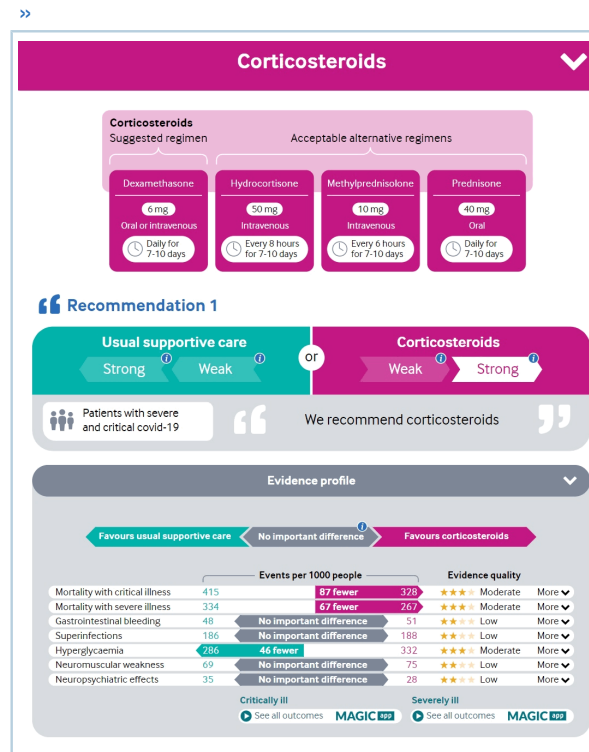 »
Corticosteroids
Corticosteroids
Suggested regimen
Acceptable alternative regimens
Dexamethasone
6 mg
Oral or intravenous
Daily for
7-10 days
Hydrocortisone
50 mg
Intravenous
Every 8 hours
for 7-10 days
Methylprednisolone
10 mg
Intravenous
Every 6 hours
for 7-10 days
Prednisone
40 mg
Oral
Daily for
7-10 days
Recommendation 1
Usual supportive care
Strong i Weak i
or
Corticosteroids
Weak i Strong i
Patients with severe
and critical covid-19
We recommend corticosteroids
Evidence profile
Favours usual supportive care No important difference i Favours corticosteroids
Events per 1000 people Evidence quality
Mortality with critical illness 415 87 fewer 328 Moderate More
Mortality with severe illness 334 67 fewer 267 Moderate More
Gastrointestinal bleeding 48 No important difference 51 Low More
Superinfections 186 No important difference 188 Low More
Hyperglycaemia 286 46 fewer 332 Moderate More
Neuromuscular weakness 69 No important difference 75 Low More
Neuropsychiatric effects 35 No important difference 28 Low More
Critically ill Severely ill
See all outcomes MAGIC app See all outcomes MAGIC app